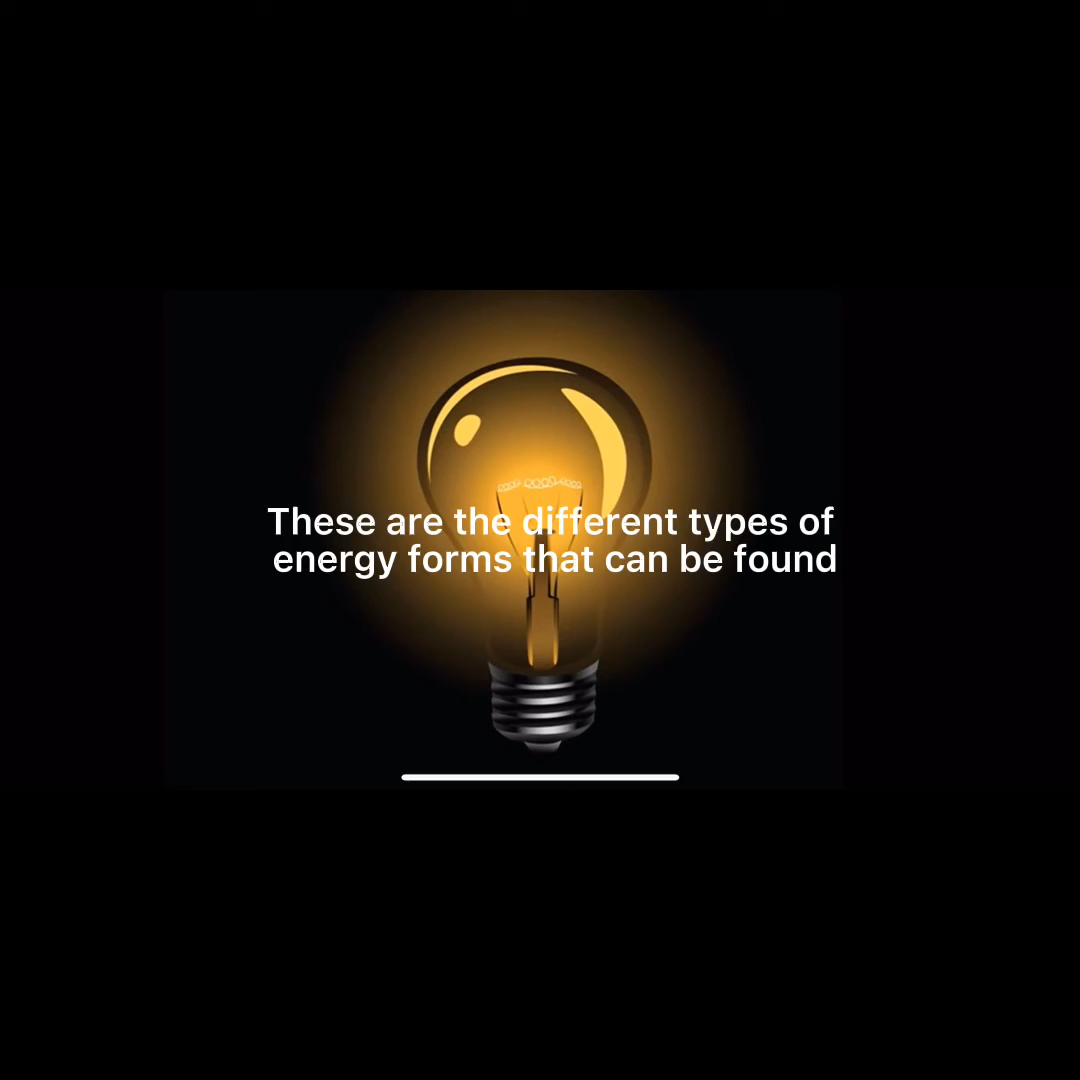 These are the different types of
energy forms that can be found